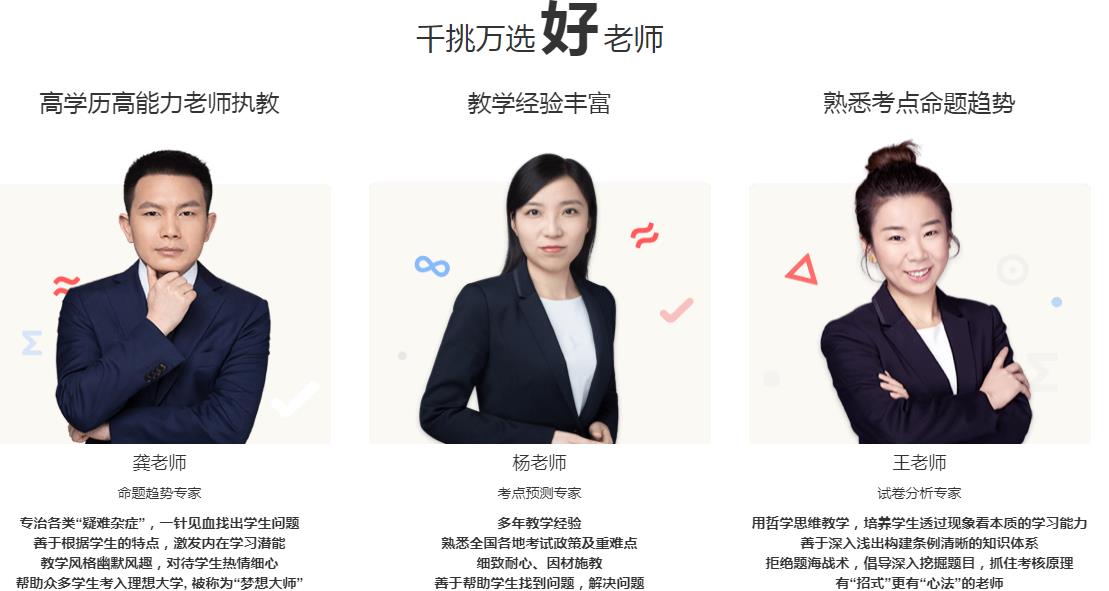 千挑万选好老师
高学历高能力老师执教
教学经验丰富
熟悉考点命题趋势
龚老师
命题趋势专家
专治各类“疑难杂症”，一针见血找出学生问题
善于根据学生的特点，激发内在学习潜能
教学风格幽默风趣，对待学生热情细心
帮助众多学生考入理想大学, 被称为“梦想大师”
杨老师
考点预测专家
多年教学经验
熟悉全国各地考试政策及重难点
细致耐心、因材施教
善于帮助学生找到问题，解决问题
王老师
试卷分析专家
用哲学思维教学，培养学生透过现象看本质的学习能力
善于深入浅出构建条例清晰的知识体系
拒绝题海战术，倡导深入挖掘题目，抓住考核原理
有“招式”更有“心法”的老师